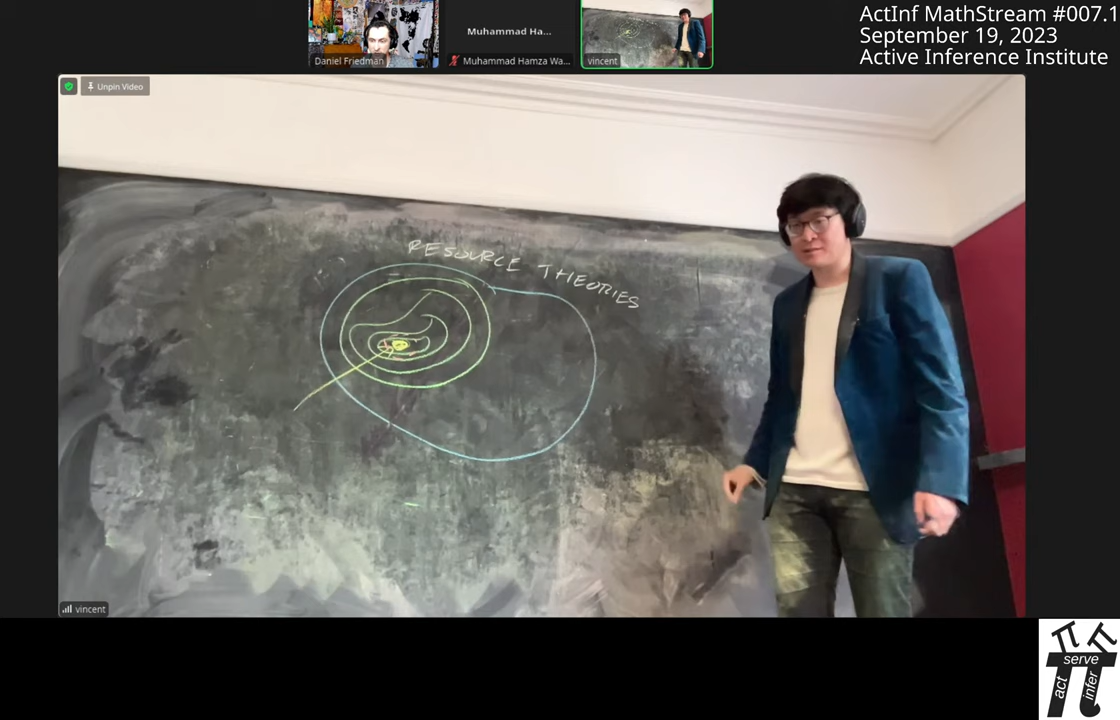 ActInf MathStream #007.1
September 19, 2023
Active Inference Institute
Daniel Friedman
Muhammad Ha...
Muhammad Hamza Wa...
vincent
Unpin Video
RESOURCE THEORIES
vincent
π π
serve
act
infer